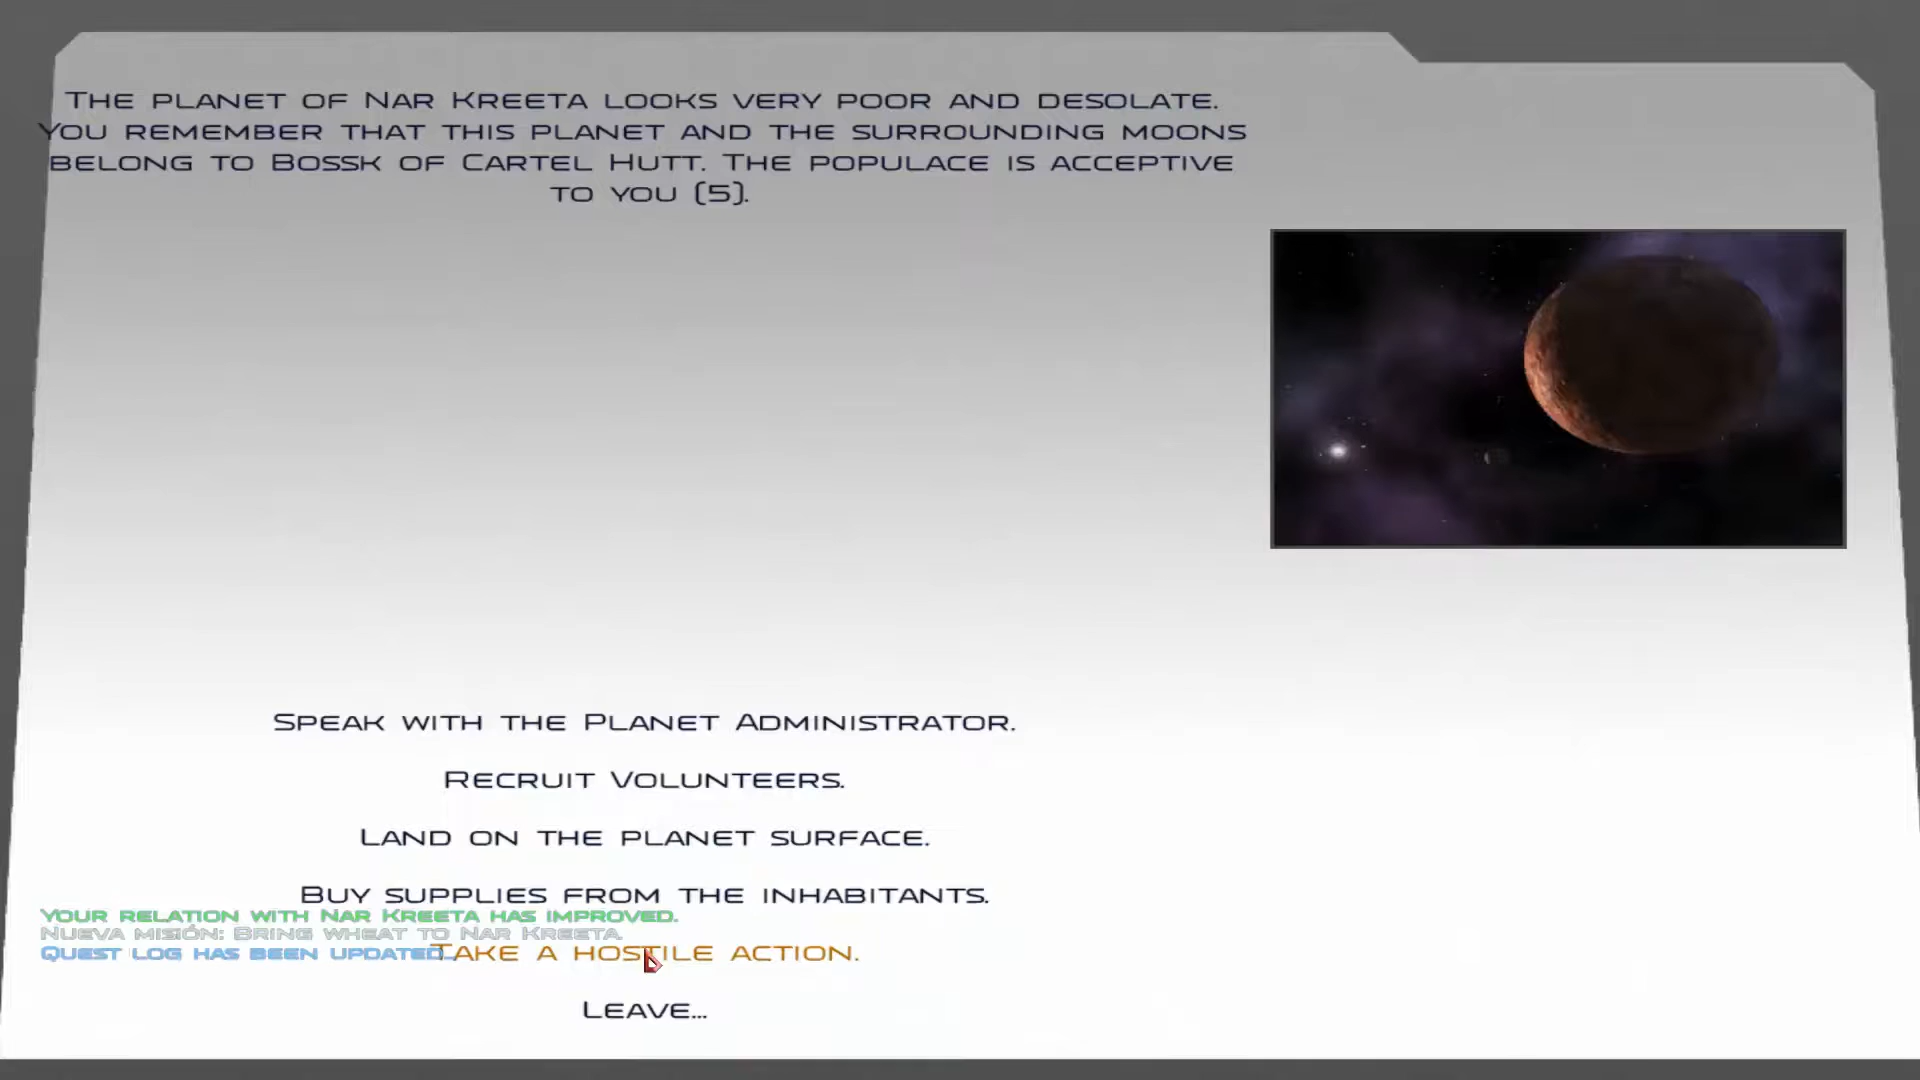 The planet of Nar Kreeta looks very poor and desolate.
You remember that this planet and the surrounding moons
belong to Bossk of Cartel Hutt. The populace is acceptive
to you (5).
Speak with the Planet Administrator.
Recruit Volunteers.
Land on the planet surface.
Buy supplies from the inhabitants.
Your relation with Nar Kreeta has improved.
Nueva misión: Bring wheat to Nar Kreeta.
Quest log has been updated...
Take a hostile action.
Leave...